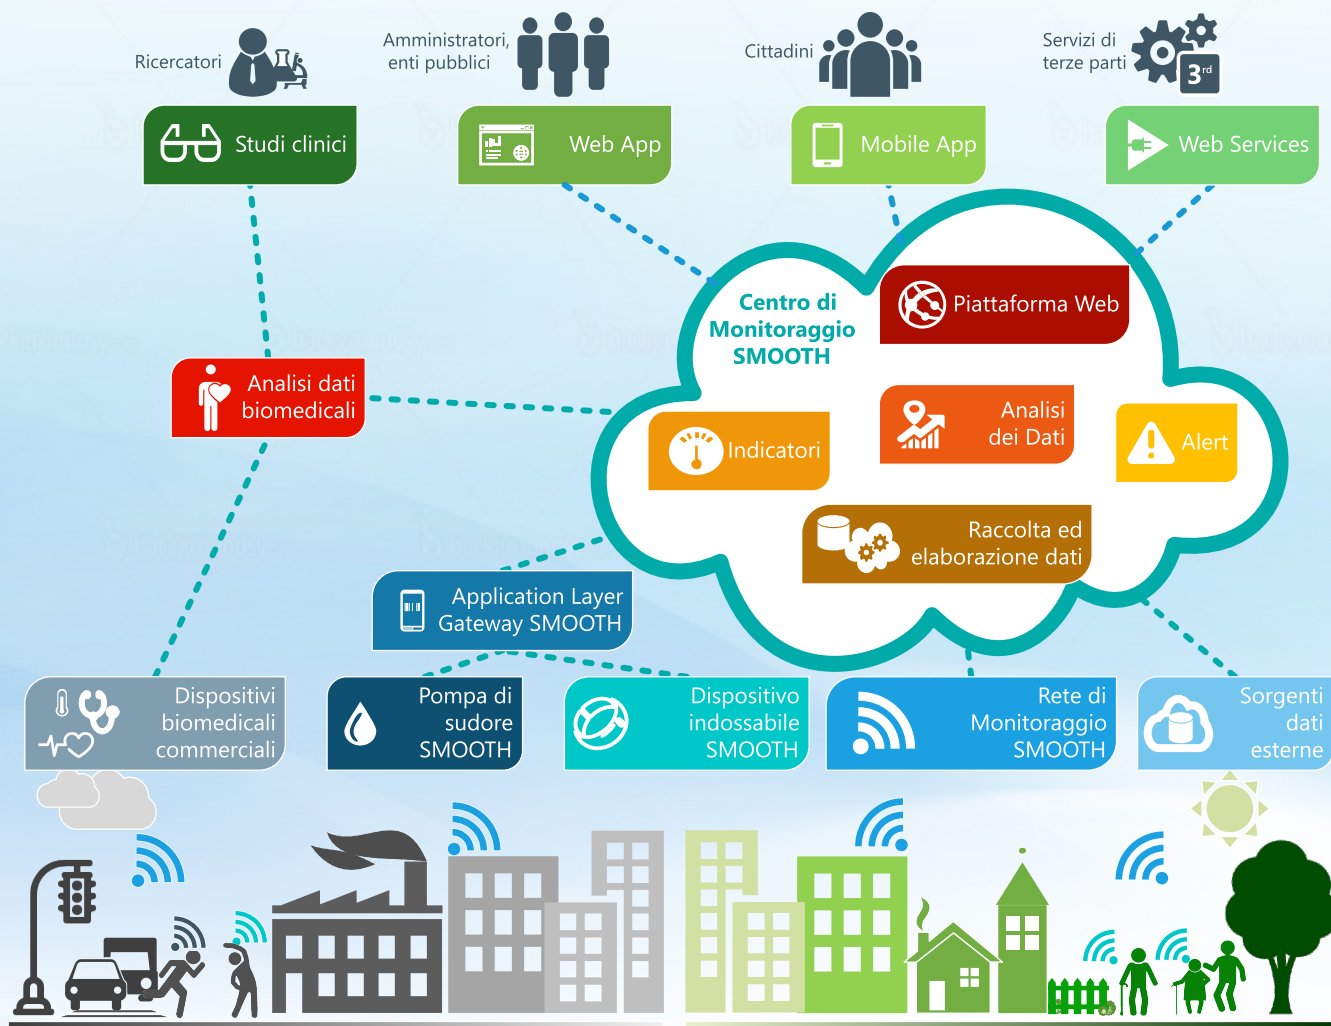 Ricercatori
Amministratori,
enti pubblici
Cittadini
Servizi di
terze parti
3rd
Studi clinici
Web App
Mobile App
Web Services
Centro di
Monitoraggio
SMOOTH
Piattaforma Web
Analisi dati
biomedicali
Indicatori
Analisi
dei Dati
Alert
Raccolta ed
elaborazione dati
Application Layer
Gateway SMOOTH
Dispositivi
biomedicali
commerciali
Pompa di
sudore
SMOOTH
Dispositivo
indossabile
SMOOTH
Rete di
Monitoraggio
SMOOTH
Sorgenti
dati
esterne